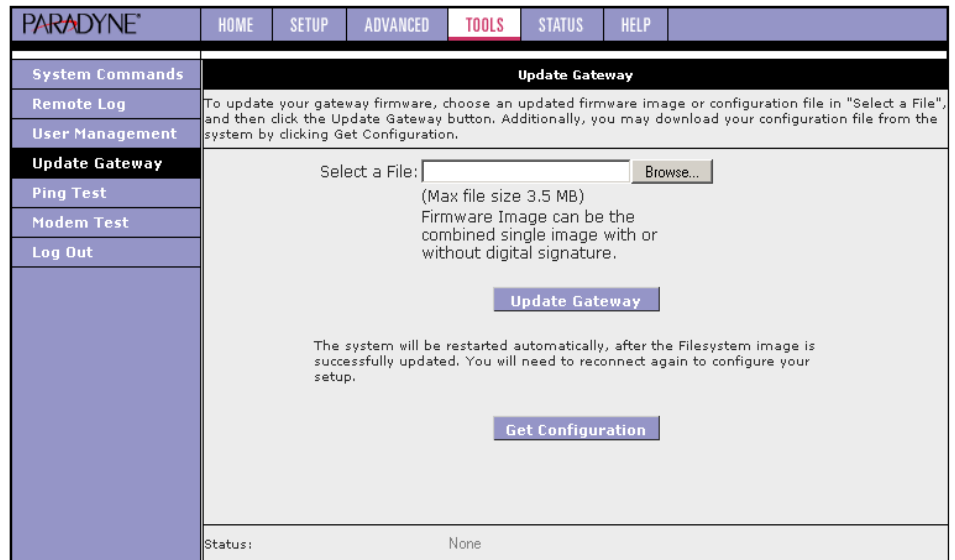 PARADYNE®
HOME SETUP ADVANCED TOOLS STATUS HELP
System Commands
Remote Log
User Management
Update Gateway
Ping Test
Modem Test
Log Out
Update Gateway
To update your gateway firmware, choose an updated firmware image or configuration file in "Select a File",
and then click the Update Gateway button. Additionally, you may download your configuration file from the
system by clicking Get Configuration.
Select a File: Browse...
(Max file size 3.5 MB)
Firmware Image can be the
combined single image with or
without digital signature.
Update Gateway
The system will be restarted automatically, after the Filesystem image is
successfully updated. You will need to reconnect again to configure your
setup.
Get Configuration
Status: None